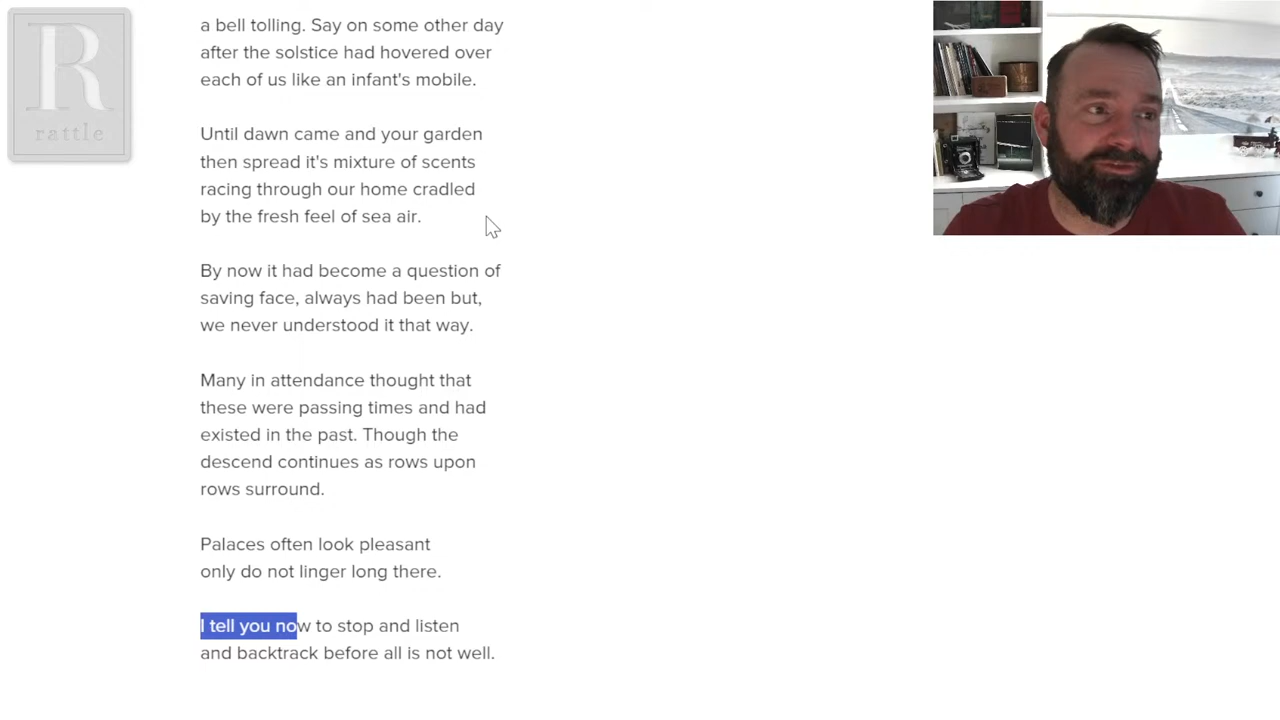 R
rattle
a bell tolling. Say on some other day
after the solstice had hovered over
each of us like an infant's mobile.
Until dawn came and your garden
then spread it's mixture of scents
racing through our home cradled
by the fresh feel of sea air.
By now it had become a question of
saving face, always had been but,
we never understood it that way.
Many in attendance thought that
these were passing times and had
existed in the past. Though the
descend continues as rows upon
rows surround.
Palaces often look pleasant
only do not linger long there.
I tell you now to stop and listen
and backtrack before all is not well.